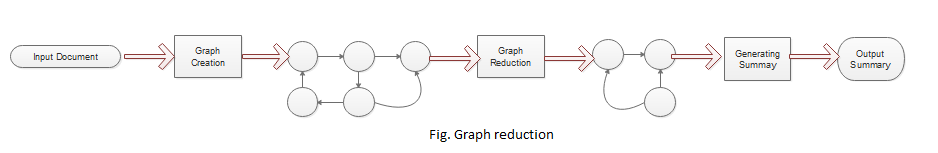 Input Document
Graph
Creation
Graph
Reduction
Generating
Summay
Output
Summary
Fig. Graph reduction